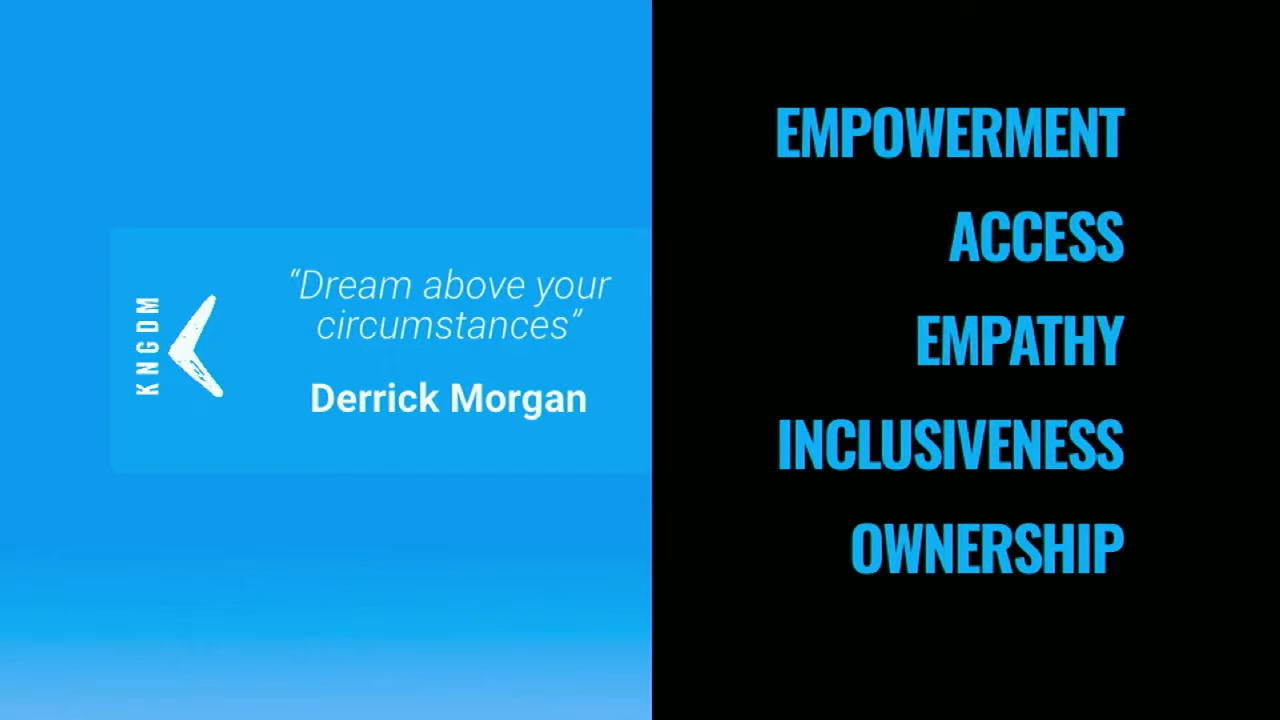 KNGDM
“Dream above your
circumstances”
Derrick Morgan
EMPOWERMENT
ACCESS
EMPATHY
INCLUSIVENESS
OWNERSHIP